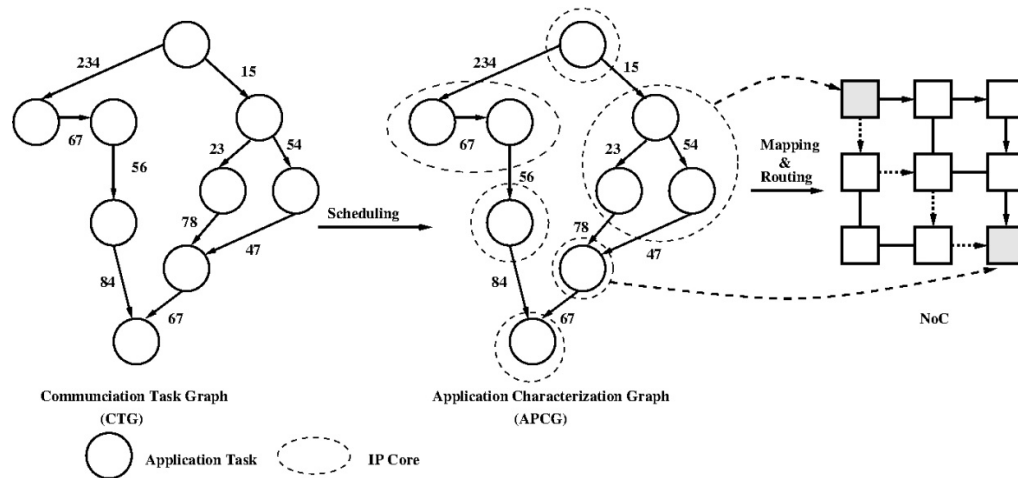 234
15
67
23
54
56
78
47
84
67
Scheduling
234
15
67
23
54
56
78
47
84
67
Mapping
&
Routing
NoC
Communciation Task Graph
(CTG)
Application Characterization Graph
(APCG)
Application Task
IP Core